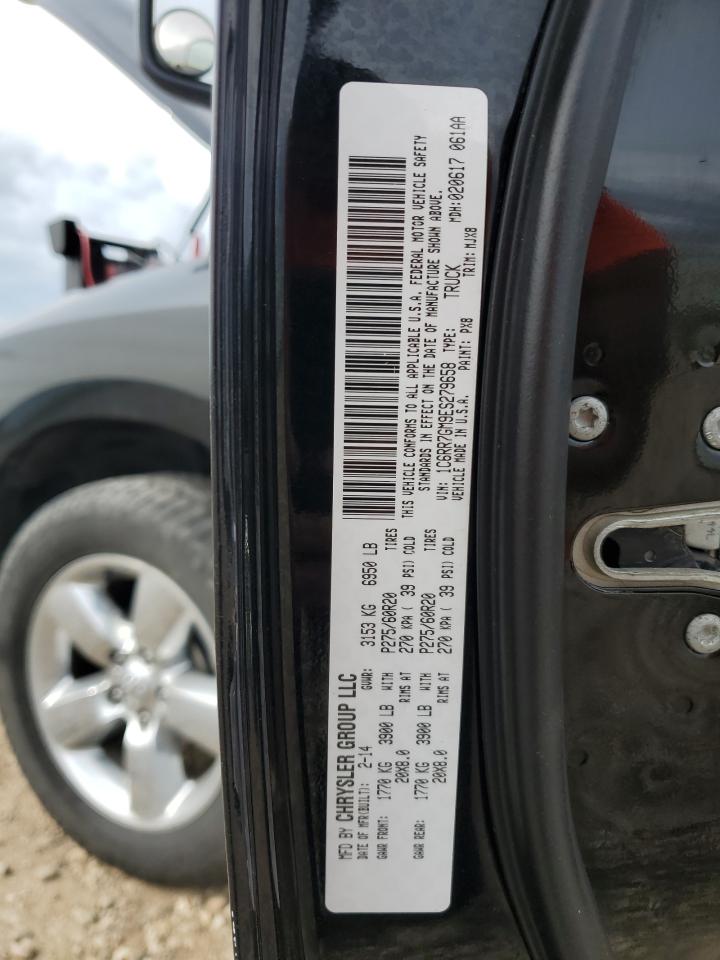 MFD BY CHRYSLER GROUP LLC
DATE OF MFR(BUILT): 2-14 GVWR: 3153 KG 6950 LB
GAWR FRONT: 1770 KG 3900 LB WITH P275/60R20 TIRES
20X8.0 RIMS AT 270 KPA ( 39 PSI) COLD
GAWR REAR: 1770 KG 3900 LB WITH P275/60R20 TIRES
20X8.0 RIMS AT 270 KPA ( 39 PSI) COLD
THIS VEHICLE CONFORMS TO ALL APPLICABLE U.S.A. FEDERAL MOTOR VEHICLE SAFETY
STANDARDS IN EFFECT ON THE DATE OF MANUFACTURE SHOWN ABOVE.
VIN: 1C6RR7GM9ES279658 TYPE: TRUCK MDH:020617 061AA
VEHICLE MADE IN U.S.A. PAINT: PX8 TRIM: MJX8